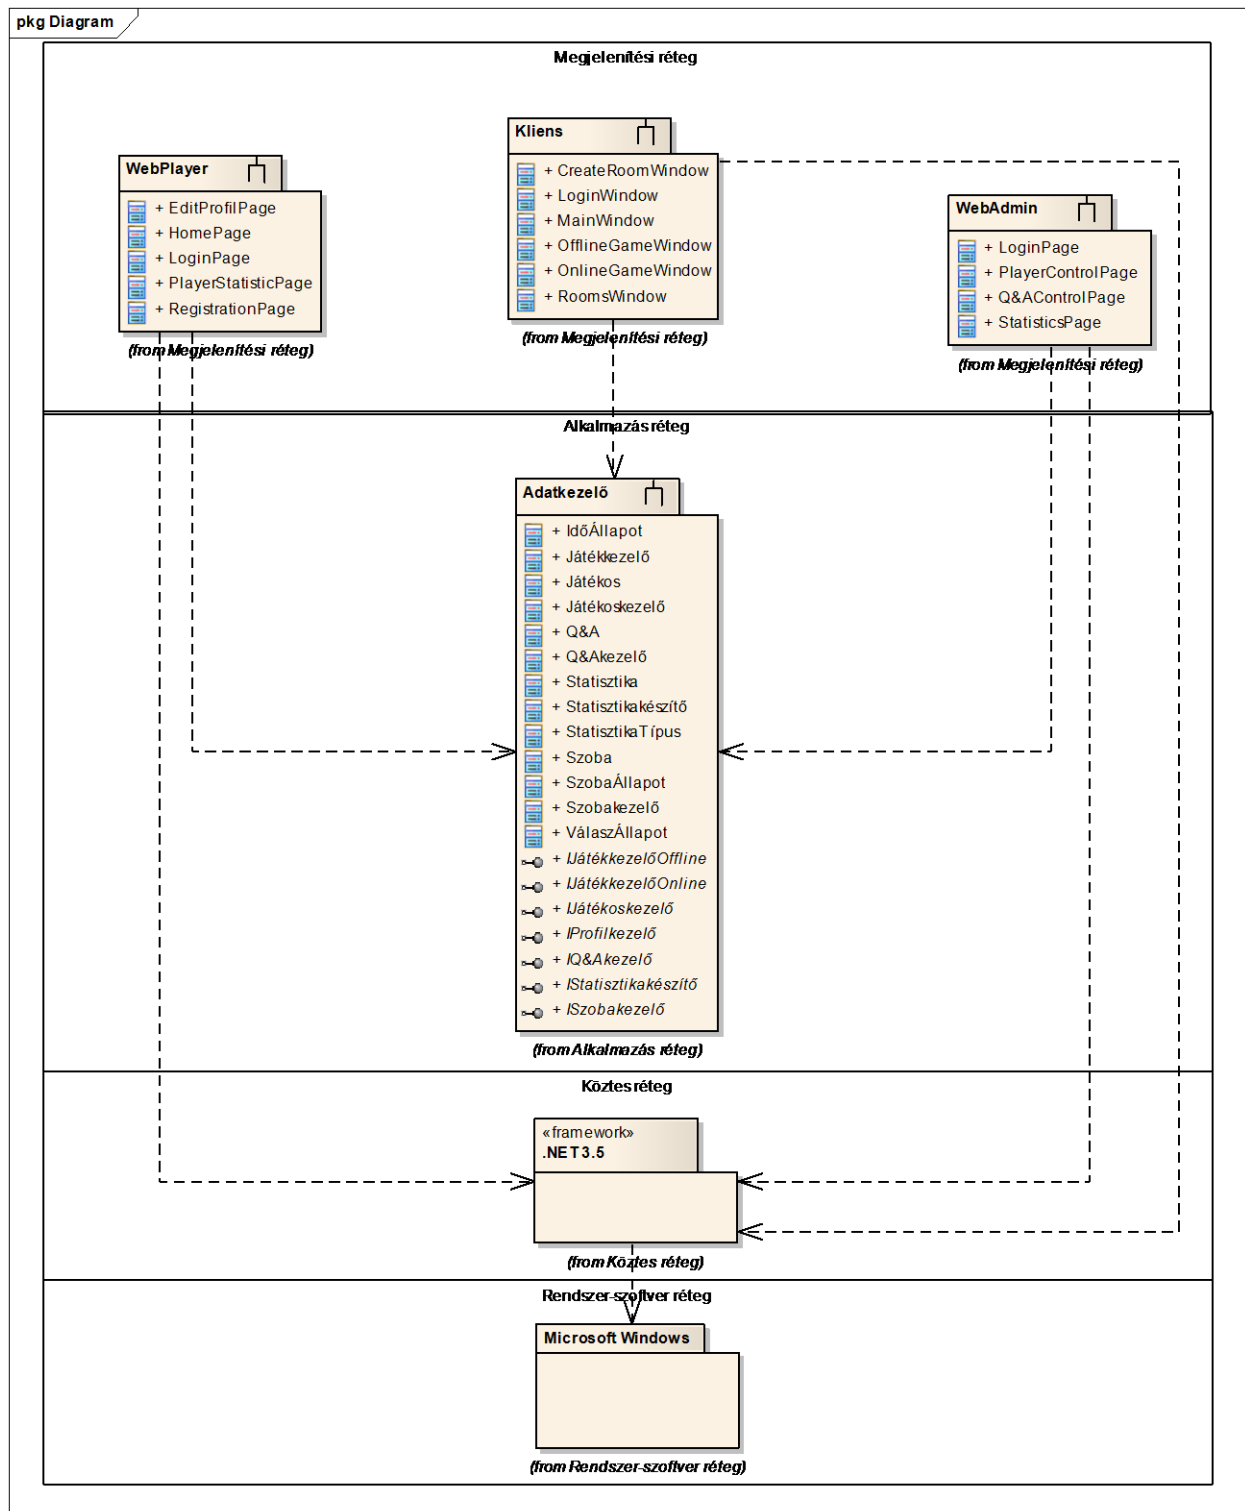 pkg Diagram
Megjelenítési réteg
WebPlayer
+ EditProfilPage
+ HomePage
+ LoginPage
+ PlayerStatisticPage
+ RegistrationPage
(from Megjelenítési réteg)
Kliens
+ CreateRoomWindow
+ LoginWindow
+ MainWindow
+ OfflineGameWindow
+ OnlineGameWindow
+ RoomsWindow
(from Megjelenítési réteg)
WebAdmin
+ LoginPage
+ PlayerControlPage
+ Q&AControlPage
+ StatisticsPage
(from Megjelenítési réteg)
Alkalmazás réteg
Adatkezelő
+ IdőÁllapot
+ Játékkezelő
+ Játékos
+ Játékoskezelő
+ Q&A
+ Q&Akezelő
+ Statisztika
+ Statisztikakészítő
+ StatisztikaTípus
+ Szoba
+ SzobaÁllapot
+ Szobakezelő
+ VálaszÁllapot
+ IJátékkezelőOffline
+ IJátékkezelőOnline
+ IJátékoskezelő
+ IProfilkezelő
+ IQ&Akezelő
+ IStatisztikakészítő
+ ISzobakezelő
(from Alkalmazás réteg)
Köztes réteg
«framework»
.NET 3.5
(from Köztes réteg)
Rendszer-szoftver réteg
Microsoft Windows
(from Rendszer-szoftver réteg)